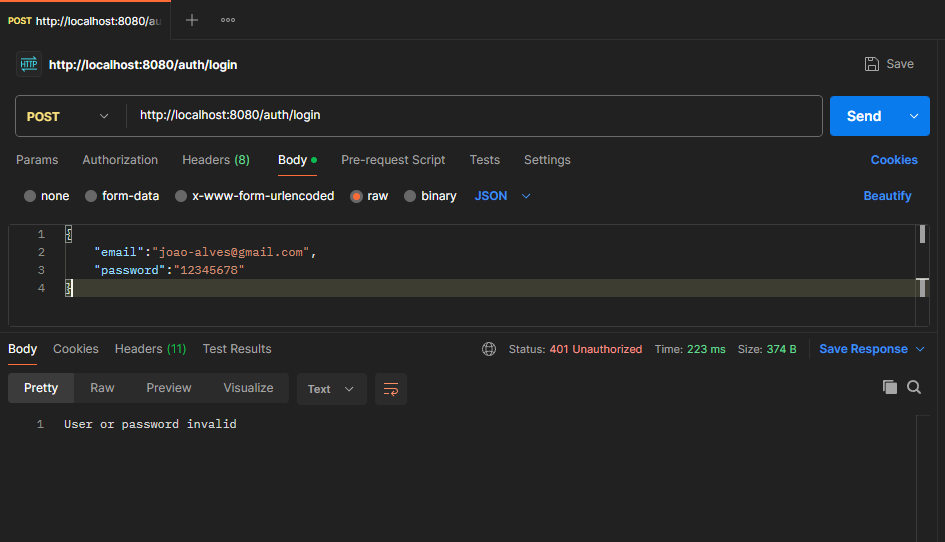 POST http://localhost:8080/au
HTTP http://localhost:8080/auth/login
Save
POST http://localhost:8080/auth/login
Send
Params Authorization Headers (8) Body Pre-request Script Tests Settings Cookies
none form-data x-www-form-urlencoded raw binary JSON Beautify
1 {
2 "email":"joao-alves@gmail.com",
3 "password":"12345678"
4 }
Body Cookies Headers (11) Test Results Status: 401 Unauthorized Time: 223 ms Size: 374 B Save Response
Pretty Raw Preview Visualize Text
1 User or password invalid